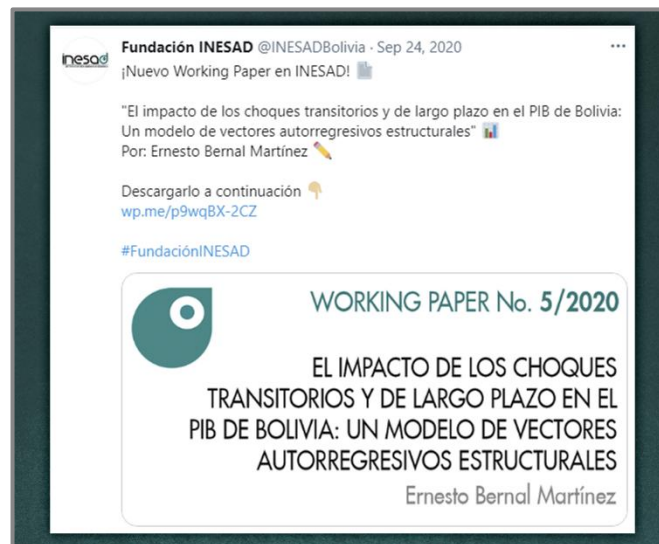 inesad
Fundación INESAD @INESADBolivia · Sep 24, 2020
¡Nuevo Working Paper en INESAD!
"El impacto de los choques transitorios y de largo plazo en el PIB de Bolivia:
Un modelo de vectores autorregresivos estructurales"
Por: Ernesto Bernal Martínez
Descargarlo a continuación
wp.me/p9wqBX-2CZ
#FundaciónINESAD
WORKING PAPER No. 5/2020
EL IMPACTO DE LOS CHOQUES
TRANSITORIOS Y DE LARGO PLAZO EN EL
PIB DE BOLIVIA: UN MODELO DE VECTORES
AUTORREGRESIVOS ESTRUCTURALES
Ernesto Bernal Martínez